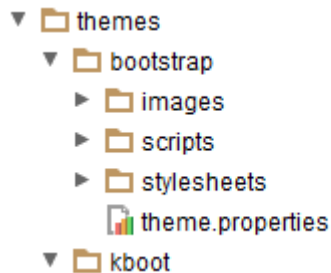 themes
bootstrap
images
scripts
stylesheets
theme.properties
kboot